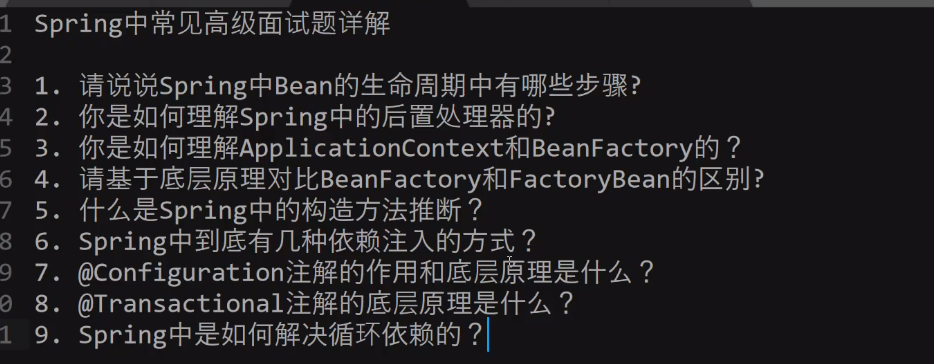 1 Spring中常见高级面试题详解
2
3 1. 请说说Spring中Bean的生命周期中有哪些步骤?
4 2. 你是如何理解Spring中的后置处理器的?
5 3. 你是如何理解ApplicationContext和BeanFactory的？
6 4. 请基于底层原理对比BeanFactory和FactoryBean的区别?
7 5. 什么是Spring中的构造方法推断？
8 6. Spring中到底有几种依赖注入的方式？
9 7. @Configuration注解的作用和底层原理是什么？
0 8. @Transactional注解的底层原理是什么？
1 9. Spring中是如何解决循环依赖的？